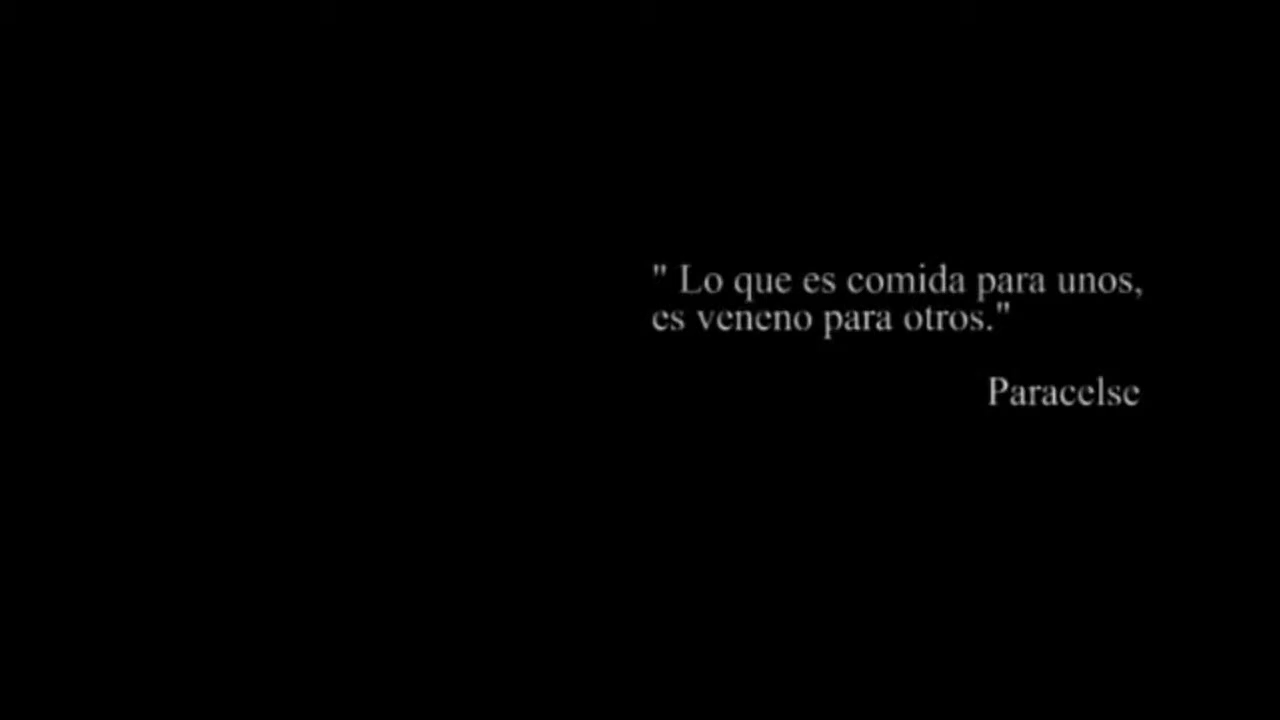 " Lo que es comida para unos,
es veneno para otros."
Paracelse